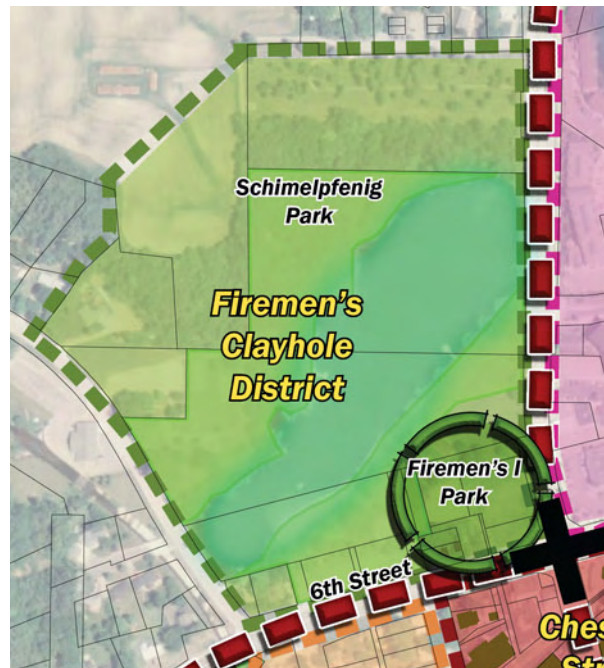 Schimelpfenig
Park
Firemen's
Clayhole
District
Firemen's I
Park
6th Street